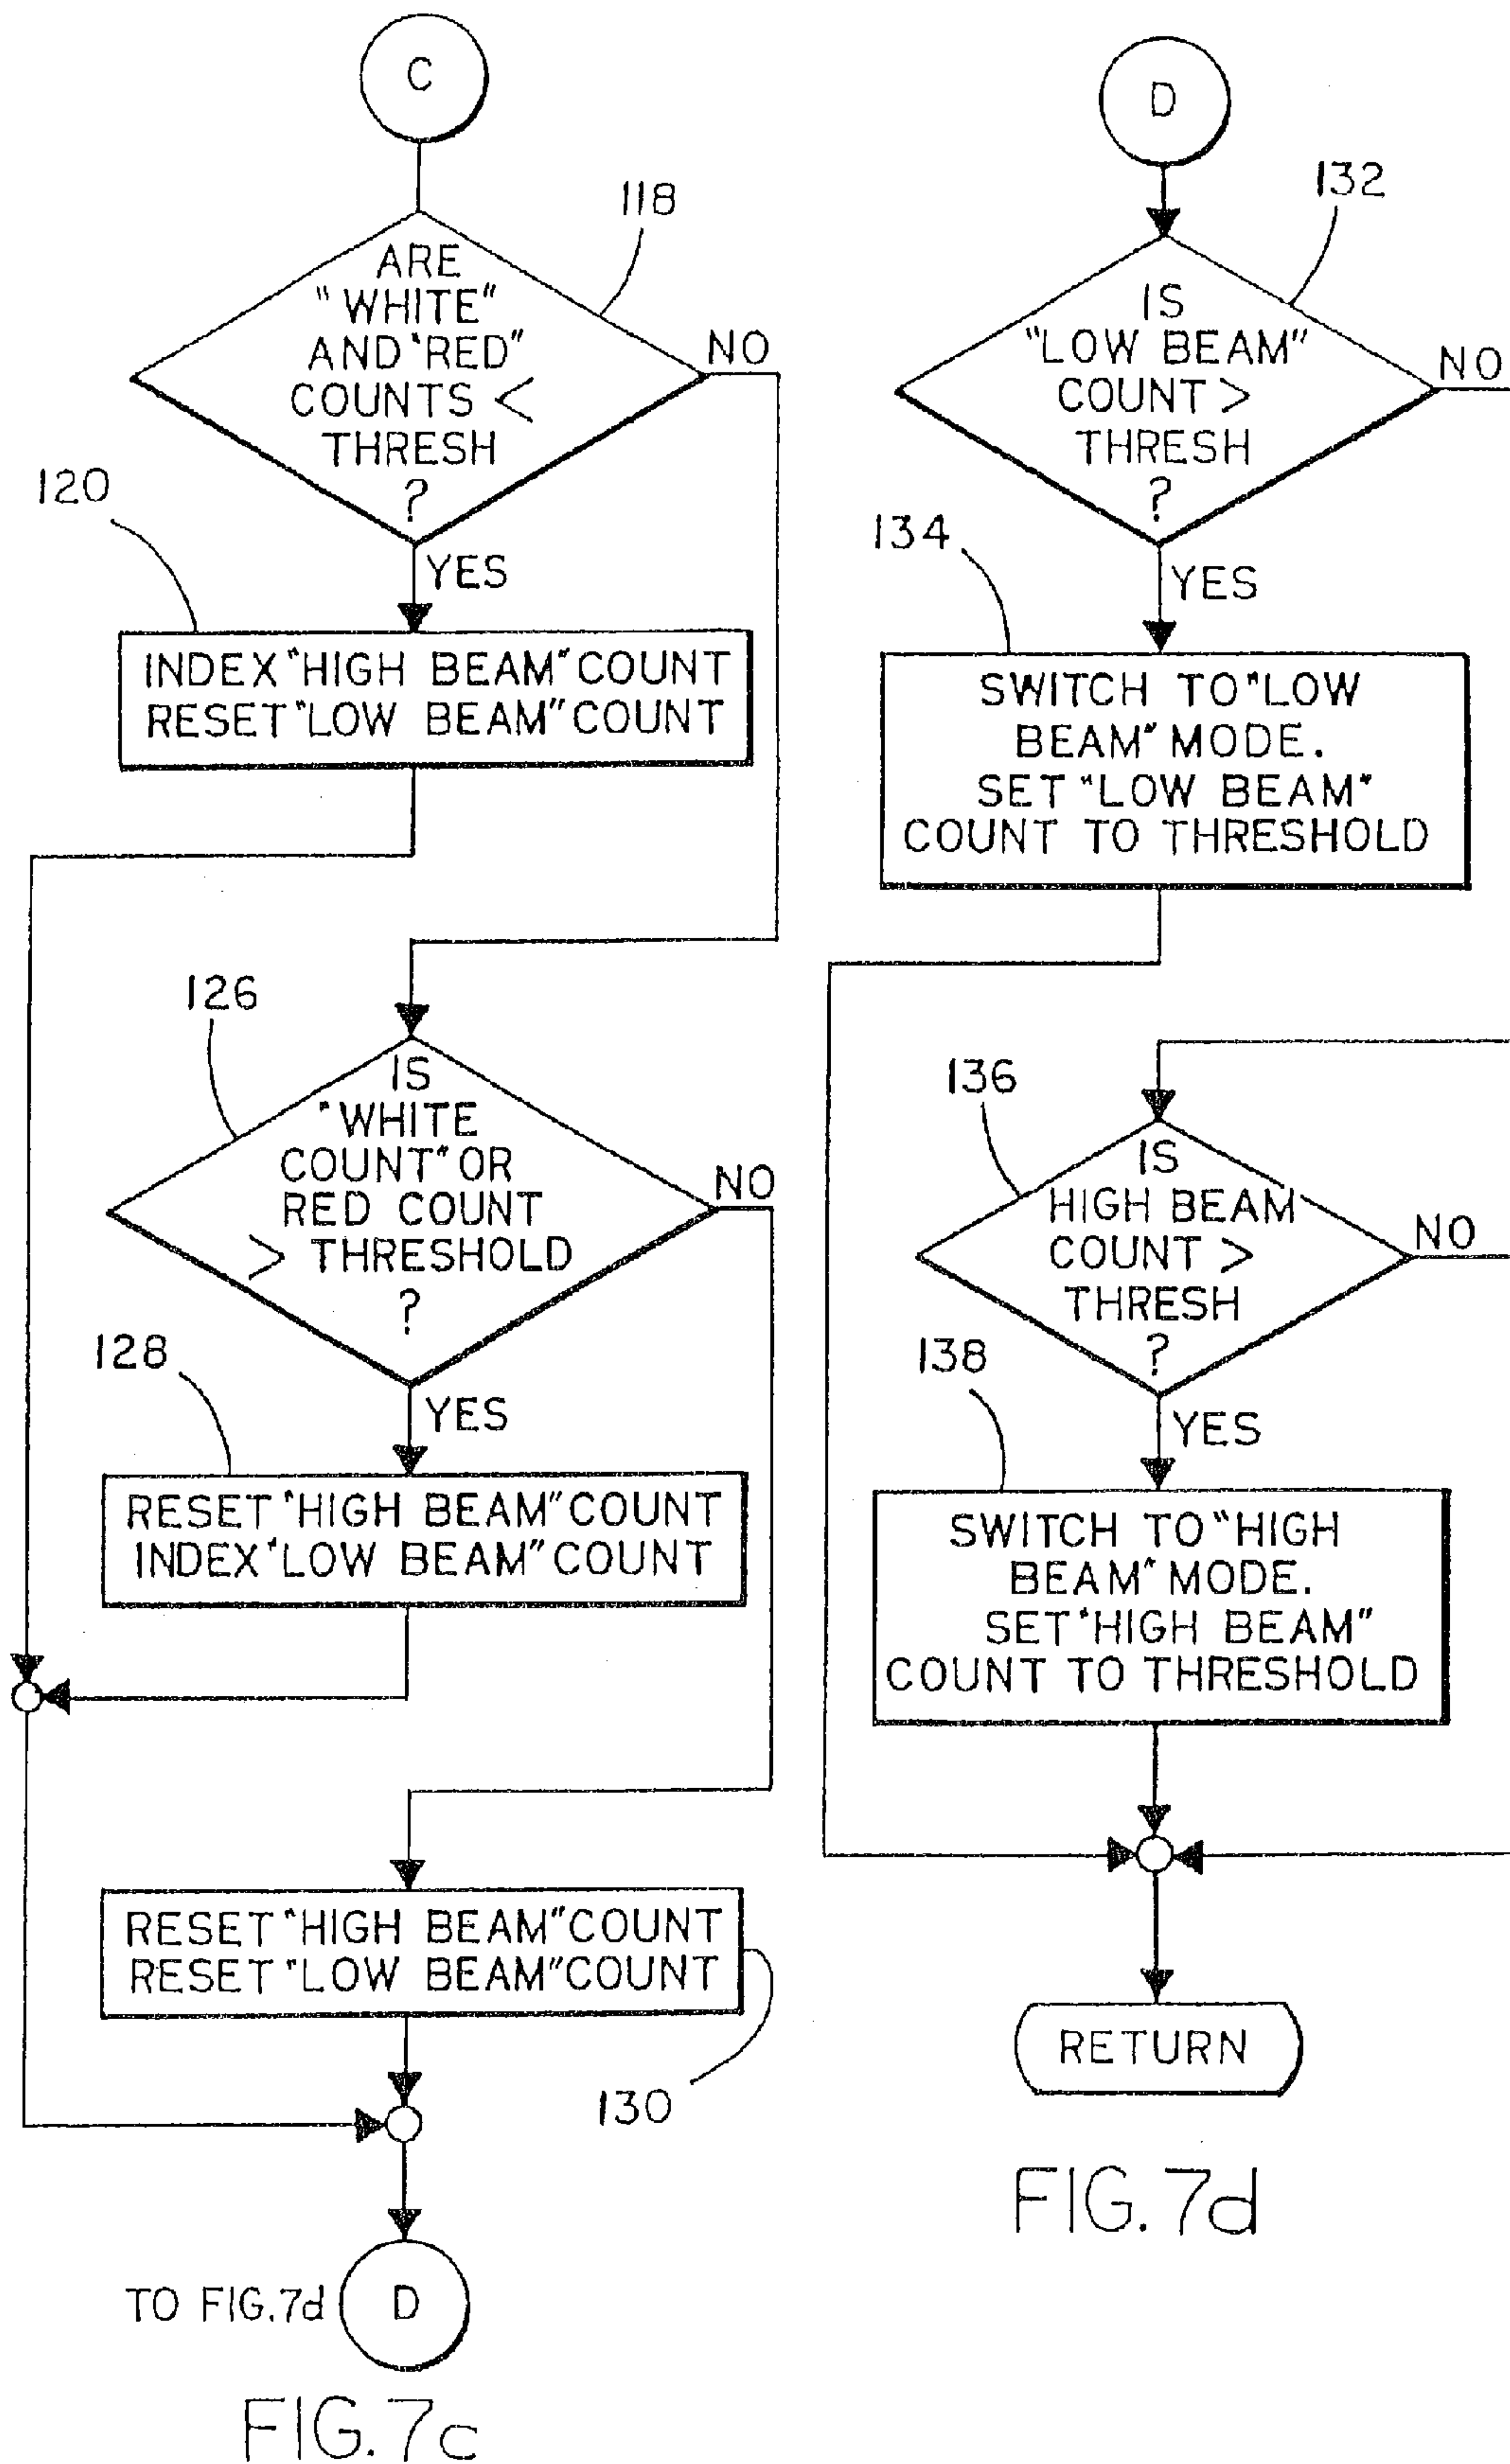 C
118
ARE
"WHITE"
AND "RED"
COUNTS <
THRESH
?
NO
120
YES
INDEX "HIGH BEAM" COUNT
RESET "LOW BEAM" COUNT
126
IS
"WHITE
COUNT" OR
RED COUNT
> THRESHOLD
?
NO
128
YES
RESET "HIGH BEAM" COUNT
INDEX "LOW BEAM" COUNT
RESET "HIGH BEAM" COUNT
RESET "LOW BEAM" COUNT
130
TO FIG.7d
D
FIG.7c
D
132
IS
"LOW BEAM"
COUNT >
THRESH
?
NO
134
YES
SWITCH TO "LOW
BEAM" MODE.
SET "LOW BEAM"
COUNT TO THRESHOLD
136
IS
HIGH BEAM
COUNT >
THRESH
?
NO
138
YES
SWITCH TO "HIGH
BEAM" MODE.
SET "HIGH BEAM"
COUNT TO THRESHOLD
RETURN
FIG.7d